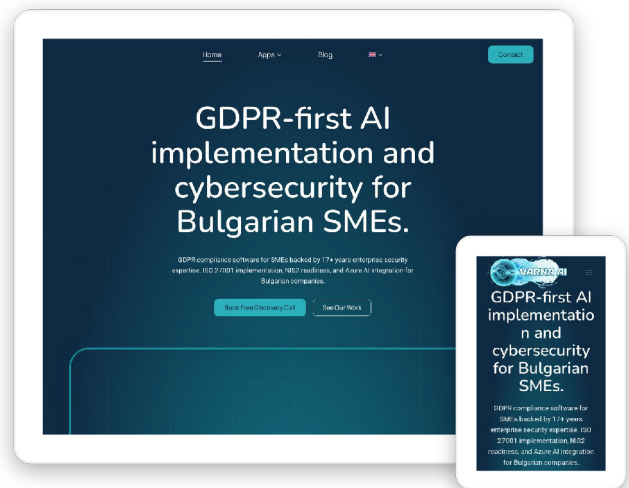 Home Apps Blog Contact
GDPR-first AI
implementation and
cybersecurity for
Bulgarian SMEs.
GDPR compliance software for SMEs backed by 17+ years enterprise security
expertise. ISO 27001 implementation, NIS2 readiness, and Azure AI integration for
Bulgarian companies.
Book Free Discovery Call See Our Work
VARNA AI
GDPR-first AI
implementatio
n and
cybersecurity
for Bulgarian
SMEs.
GDPR compliance software for
SMEs backed by 17+ years
enterprise security expertise. ISO
27001 implementation, NIS2
readiness, and Azure AI integration
for Bulgarian companies.